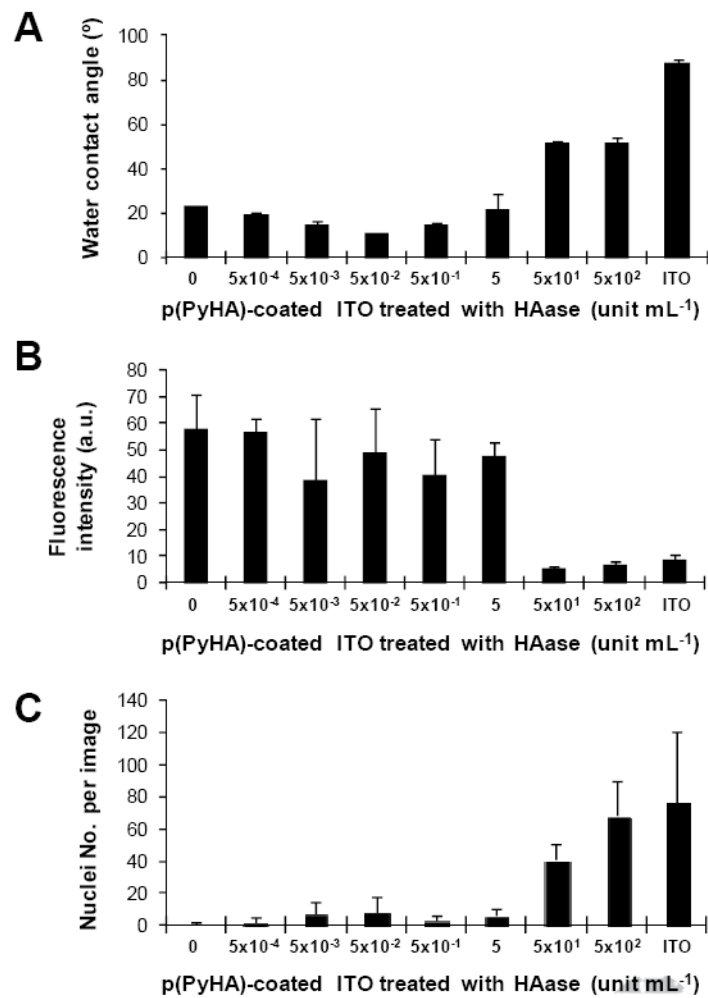 A
Water contact angle (º)
100
80
60
40
20
0
0 5x10⁻⁴ 5x10⁻³ 5x10⁻² 5x10⁻¹ 5 5x10¹ 5x10² ITO
p(PyHA)-coated ITO treated with HAase (unit mL⁻¹)
B
Fluorescence
intensity (a.u.)
80
70
60
50
40
30
20
10
0
0 5x10⁻⁴ 5x10⁻³ 5x10⁻² 5x10⁻¹ 5 5x10¹ 5x10² ITO
p(PyHA)-coated ITO treated with HAase (unit mL⁻¹)
C
Nuclei No. per image
140
120
100
80
60
40
20
0
0 5x10⁻⁴ 5x10⁻³ 5x10⁻² 5x10⁻¹ 5 5x10¹ 5x10² ITO
p(PyHA)-coated ITO treated with HAase (unit mL⁻¹)